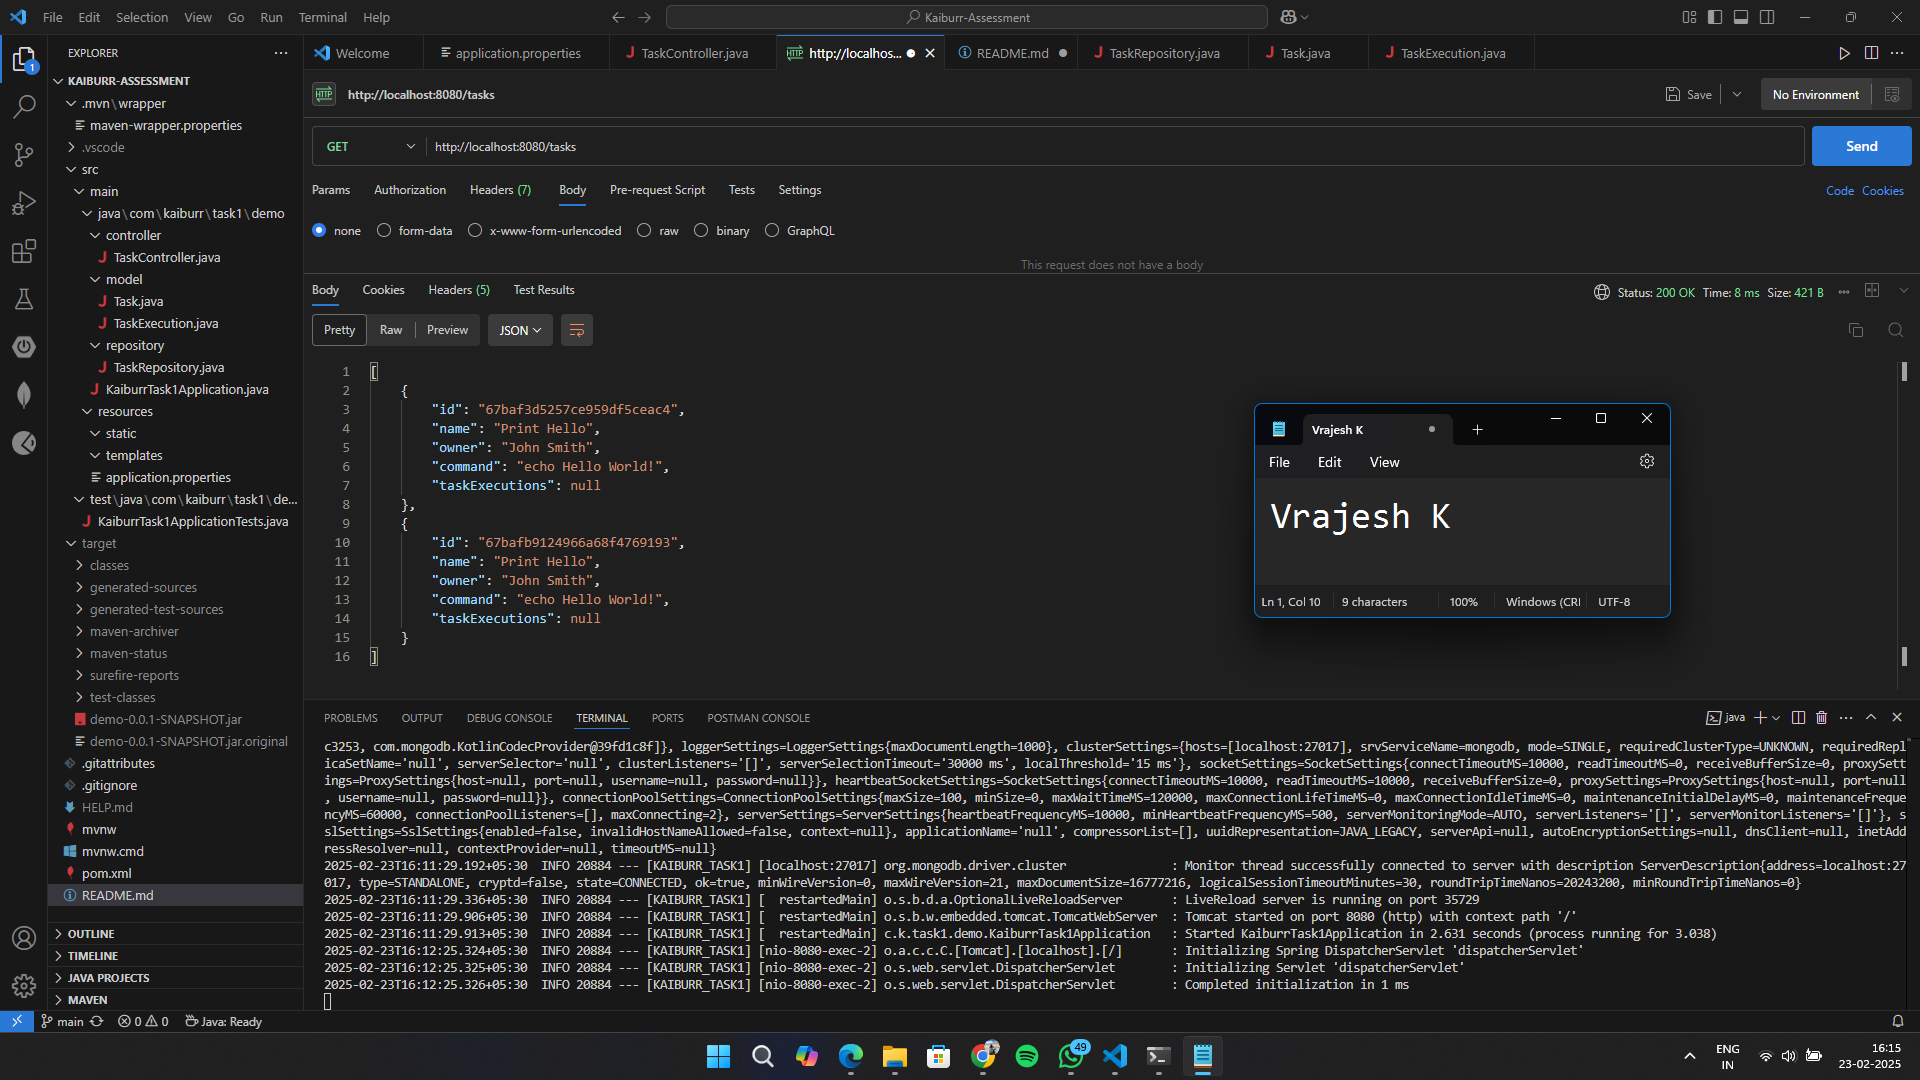 File Edit Selection View Go Run Terminal Help
Kaiburr-Assessment
EXPLORER
1
KAIBURR-ASSESSMENT
.mvn\wrapper
maven-wrapper.properties
.vscode
src
main
java\com\kaiburr\task1\demo
controller
TaskController.java
model
Task.java
TaskExecution.java
repository
TaskRepository.java
KaiburrTask1Application.java
resources
static
templates
application.properties
test\java\com\kaiburr\task1\de...
KaiburrTask1ApplicationTests.java
target
classes
generated-sources
generated-test-sources
maven-archiver
maven-status
surefire-reports
test-classes
demo-0.0.1-SNAPSHOT.jar
demo-0.0.1-SNAPSHOT.jar.original
.gitattributes
.gitignore
HELP.md
mvnw
mvnw.cmd
pom.xml
README.md
OUTLINE
TIMELINE
JAVA PROJECTS
MAVEN
Welcome application.properties TaskController.java http://localhos... README.md TaskRepository.java Task.java TaskExecution.java
HTTP http://localhost:8080/tasks Save No Environment
GET http://localhost:8080/tasks Send
Params Authorization Headers (7) Body Pre-request Script Tests Settings Code Cookies
none form-data x-www-form-urlencoded raw binary GraphQL
This request does not have a body
Body Cookies Headers (5) Test Results Status: 200 OK Time: 8 ms Size: 421 B
Pretty Raw Preview JSON
1 [
2 {
3 "id": "67baf3d5257ce959df5ceac4",
4 "name": "Print Hello",
5 "owner": "John Smith",
6 "command": "echo Hello World!",
7 "taskExecutions": null
8 },
9 {
10 "id": "67bafb9124966a68f4769193",
11 "name": "Print Hello",
12 "owner": "John Smith",
13 "command": "echo Hello World!",
14 "taskExecutions": null
15 }
16 ]
Vrajesh K
File Edit View
Vrajesh K
Ln 1, Col 10 9 characters 100% Windows (CRI UTF-8
PROBLEMS OUTPUT DEBUG CONSOLE TERMINAL PORTS POSTMAN CONSOLE java
c3253, com.mongodb.KotlinCodecProvider@39fd1c8f]}, loggerSettings=LoggerSettings{maxDocumentLength=1000}, clusterSettings={hosts=[localhost:27017], srvServiceName=mongodb, mode=SINGLE, requiredClusterType=UNKNOWN, requiredRepl
icaSetName='null', serverSelector='null', clusterListeners='[]', serverSelectionTimeout='30000 ms', localThreshold='15 ms'}, socketSettings=SocketSettings{connectTimeoutMS=10000, readTimeoutMS=0, receiveBufferSize=0, proxySett
ings=ProxySettings{host=null, port=null, username=null, password=null}}, heartbeatSocketSettings=SocketSettings{connectTimeoutMS=10000, readTimeoutMS=10000, receiveBufferSize=0, proxySettings=ProxySettings{host=null, port=null
, username=null, password=null}}, connectionPoolSettings=ConnectionPoolSettings{maxSize=100, minSize=0, maxWaitTimeMS=120000, maxConnectionLifeTimeMS=0, maxConnectionIdleTimeMS=0, maintenanceInitialDelayMS=0, maintenanceFreque
ncyMS=60000, connectionPoolListeners=[], maxConnecting=2}, serverSettings=ServerSettings{heartbeatFrequencyMS=10000, minHeartbeatFrequencyMS=500, serverMonitoringMode=AUTO, serverListeners='[]', serverMonitorListeners='[]'}, s
slSettings=SslSettings{enabled=false, invalidHostNameAllowed=false, context=null}, applicationName='null', compressorList=[], uuidRepresentation=JAVA_LEGACY, serverApi=null, autoEncryptionSettings=null, dnsClient=null, inetAdd
ressResolver=null, contextProvider=null, timeoutMS=null}
2025-02-23T16:11:29.192+05:30 INFO 20884 --- [KAIBURR_TASK1] [localhost:27017] org.mongodb.driver.cluster : Monitor thread successfully connected to server with description ServerDescription{address=localhost:27
017, type=STANDALONE, cryptd=false, state=CONNECTED, ok=true, minWireVersion=0, maxWireVersion=21, maxDocumentSize=16777216, logicalSessionTimeoutMinutes=30, roundTripTimeNanos=20243200, minRoundTripTimeNanos=0}
2025-02-23T16:11:29.336+05:30 INFO 20884 --- [KAIBURR_TASK1] [ restartedMain] o.s.b.d.a.OptionalLiveReloadServer : LiveReload server is running on port 35729
2025-02-23T16:11:29.906+05:30 INFO 20884 --- [KAIBURR_TASK1] [ restartedMain] o.s.b.w.embedded.tomcat.TomcatWebServer : Tomcat started on port 8080 (http) with context path '/'
2025-02-23T16:11:29.913+05:30 INFO 20884 --- [KAIBURR_TASK1] [ restartedMain] c.k.task1.demo.KaiburrTask1Application : Started KaiburrTask1Application in 2.631 seconds (process running for 3.038)
2025-02-23T16:12:25.324+05:30 INFO 20884 --- [KAIBURR_TASK1] [nio-8080-exec-2] o.a.c.c.C.[Tomcat].[localhost].[/] : Initializing Spring DispatcherServlet 'dispatcherServlet'
2025-02-23T16:12:25.325+05:30 INFO 20884 --- [KAIBURR_TASK1] [nio-8080-exec-2] o.s.web.servlet.DispatcherServlet : Initializing Servlet 'dispatcherServlet'
2025-02-23T16:12:25.326+05:30 INFO 20884 --- [KAIBURR_TASK1] [nio-8080-exec-2] o.s.web.servlet.DispatcherServlet : Completed initialization in 1 ms
main 0 0 Java: Ready
49
ENG
IN
16:15
23-02-2025